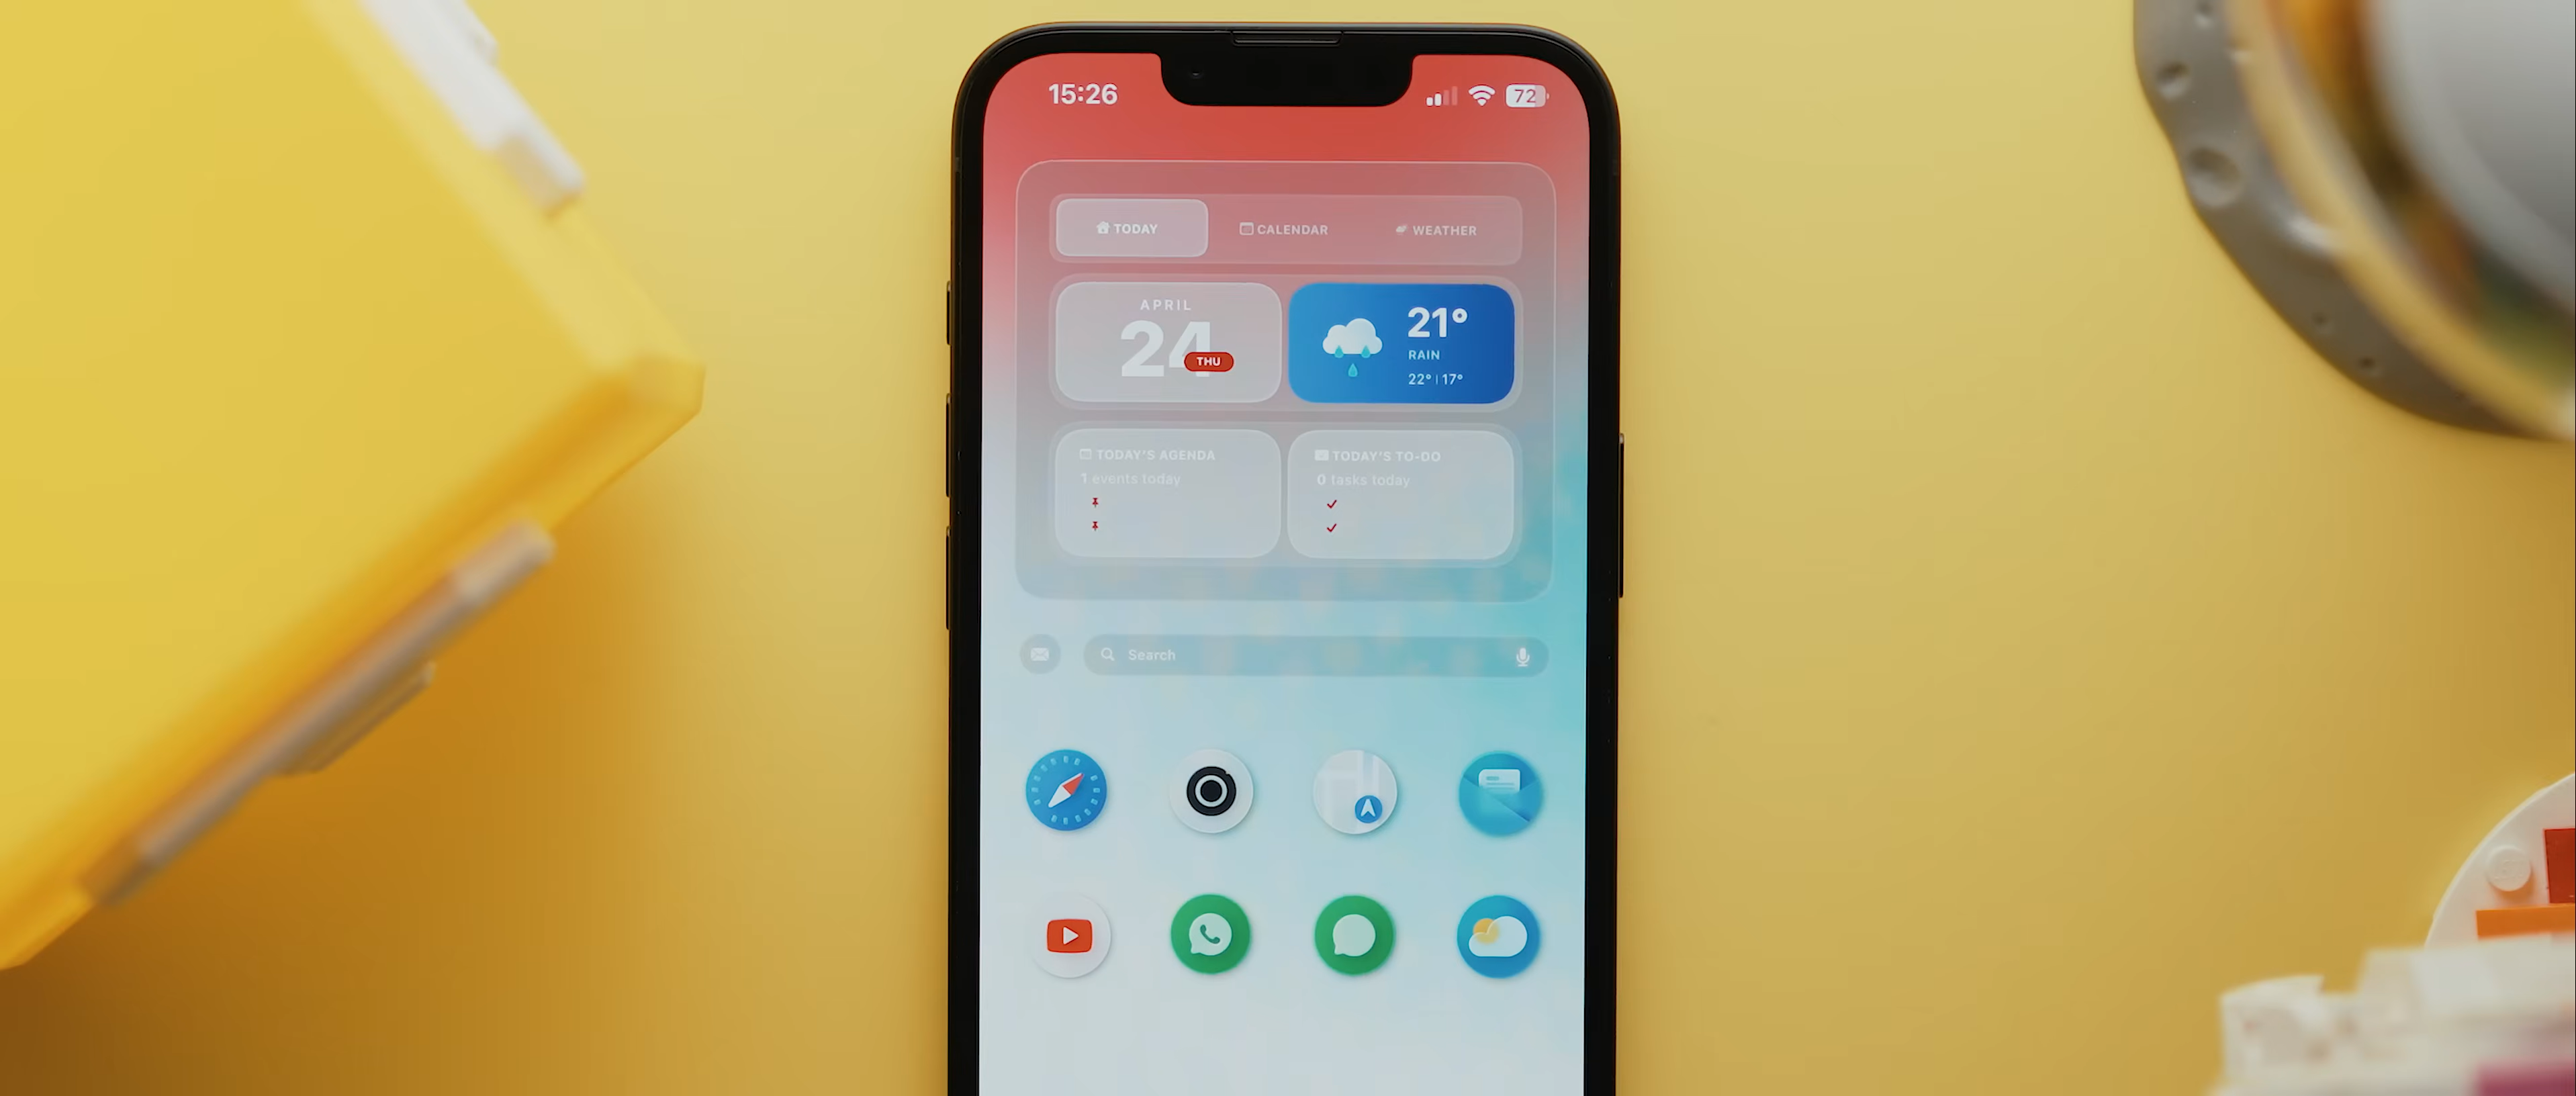 15:26
72
TODAY
CALENDAR
WEATHER
APRIL
24
THU
21°
RAIN
22° | 17°
TODAY'S AGENDA
1 events today
TODAY'S TO-DO
0 tasks today
Search